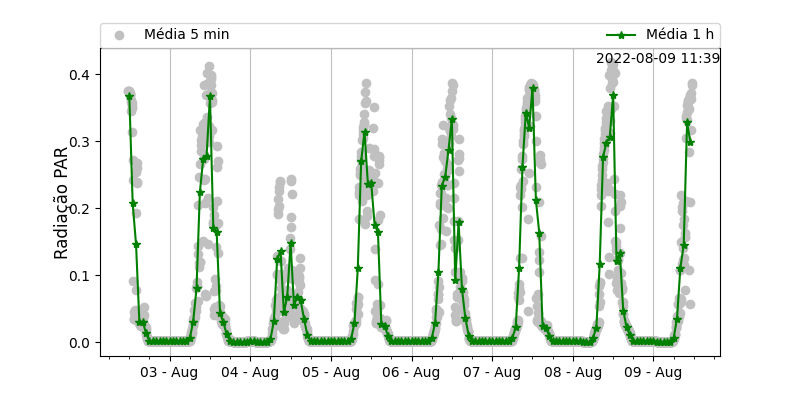 Média 5 min
Média 1 h
2022-08-09 11:39
Radiação PAR
0.4
0.3
0.2
0.1
0.0
03 - Aug
04 - Aug
05 - Aug
06 - Aug
07 - Aug
08 - Aug
09 - Aug